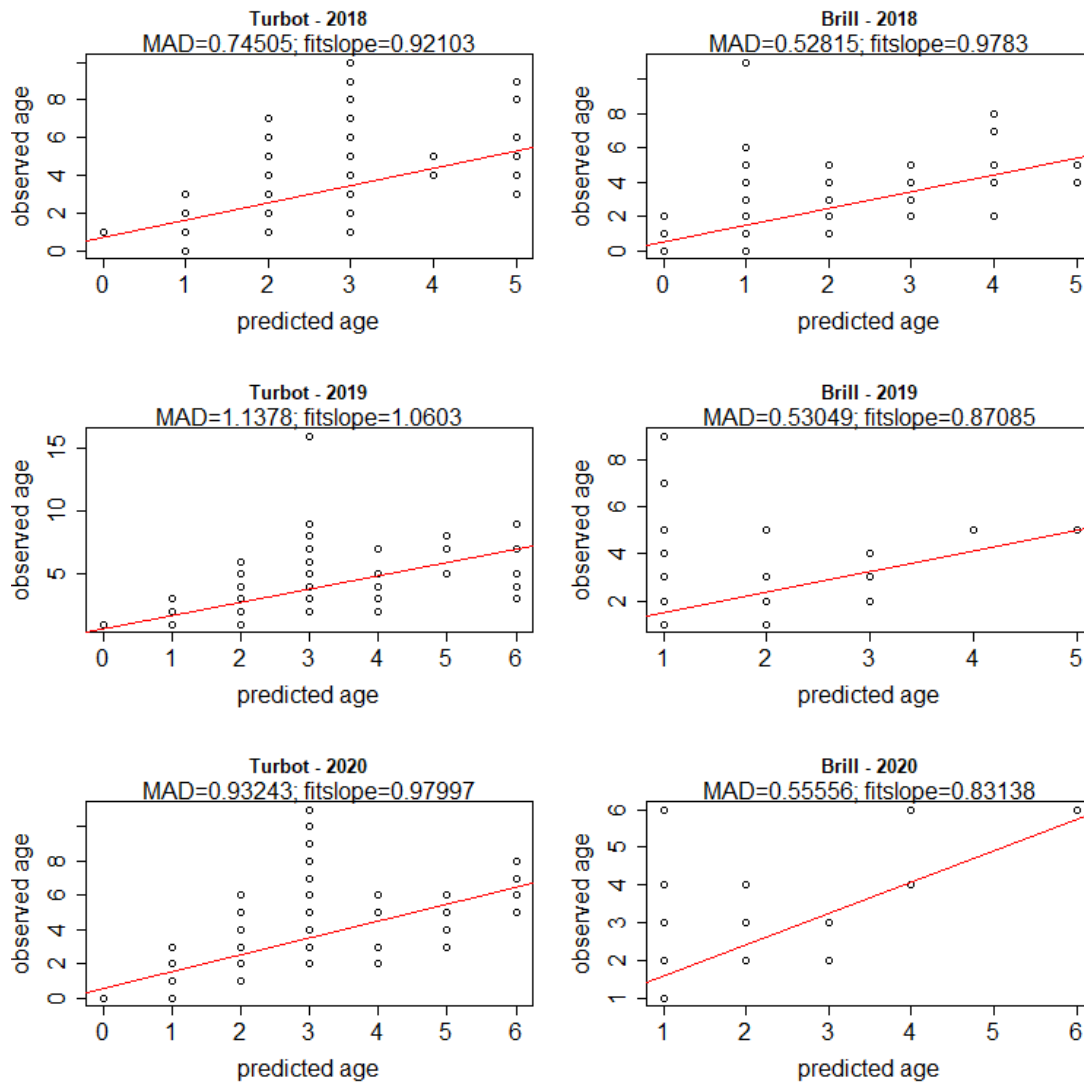 Turbot - 2018
MAD=0.74505; fitslope=0.92103
observed age
8
6
4
2
0
0 1 2 3 4 5
predicted age
Brill - 2018
MAD=0.52815; fitslope=0.9783
observed age
8
6
4
2
0
0 1 2 3 4 5
predicted age
Turbot - 2019
MAD=1.1378; fitslope=1.0603
observed age
15
10
5
0 1 2 3 4 5 6
predicted age
Brill - 2019
MAD=0.53049; fitslope=0.87085
observed age
8
6
4
2
1 2 3 4 5
predicted age
Turbot - 2020
MAD=0.93243; fitslope=0.97997
observed age
8
6
4
2
0
0 1 2 3 4 5 6
predicted age
Brill - 2020
MAD=0.55556; fitslope=0.83138
observed age
6
5
4
3
2
1
1 2 3 4 5 6
predicted age